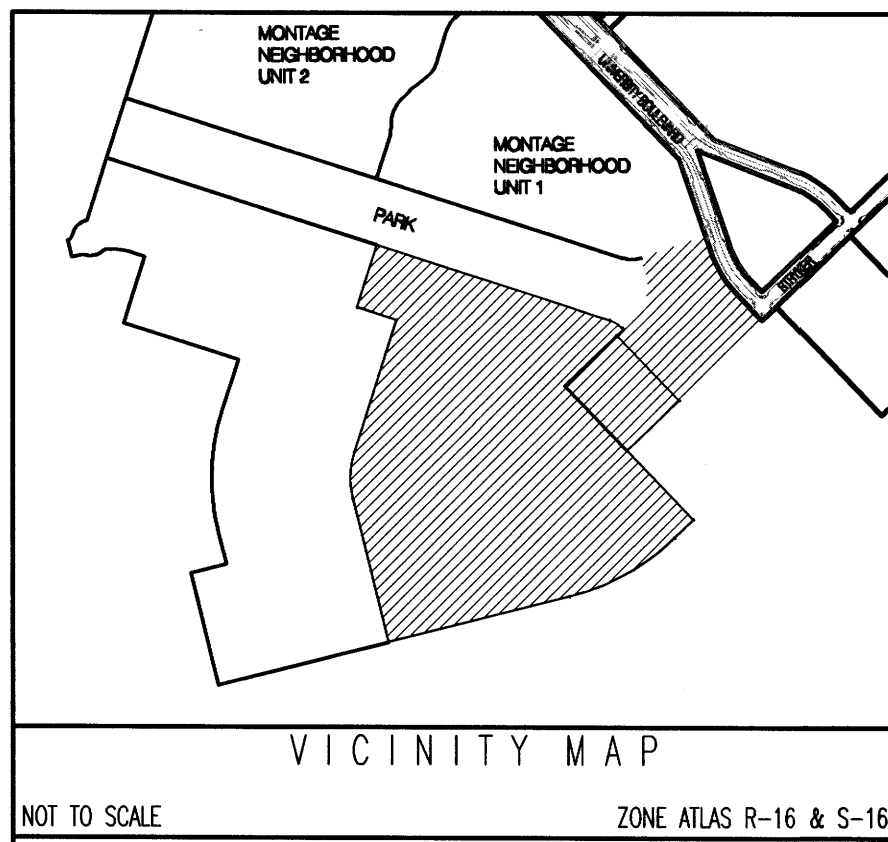 MONTAGE
NEIGHBORHOOD
UNIT 2
UNIVERSITY BOULEVARD
MONTAGE
NEIGHBORHOOD
UNIT 1
PARK
STRYKER
VICINITY MAP
NOT TO SCALE
ZONE ATLAS R-16 & S-16